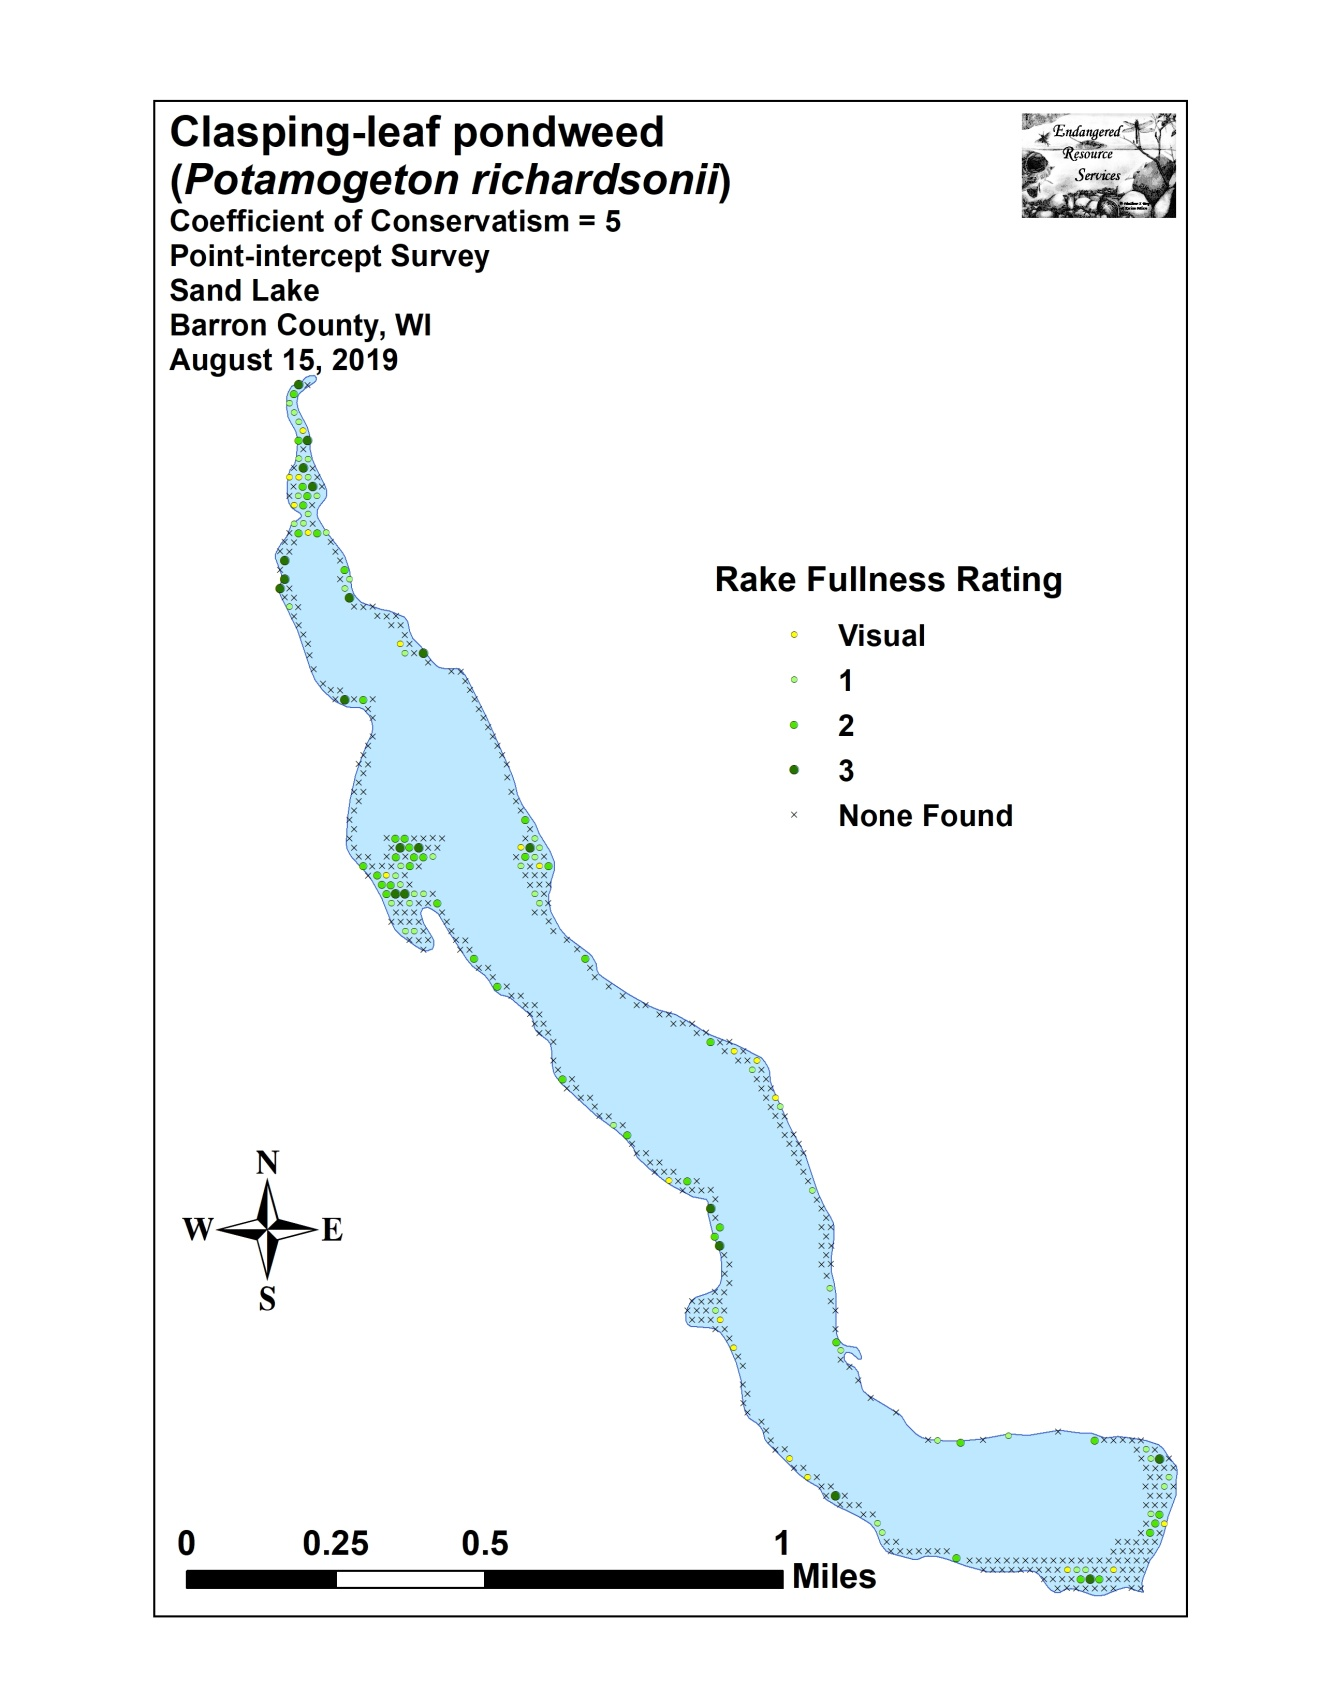 Clasping-leaf pondweed
(Potamogeton richardsonii)
Coefficient of Conservatism = 5
Point-intercept Survey
Sand Lake
Barron County, WI
August 15, 2019
Endangered
Resource
Services
Rake Fullness Rating
Visual
1
2
3
None Found
N
W E
S
0 0.25 0.5 1
Miles